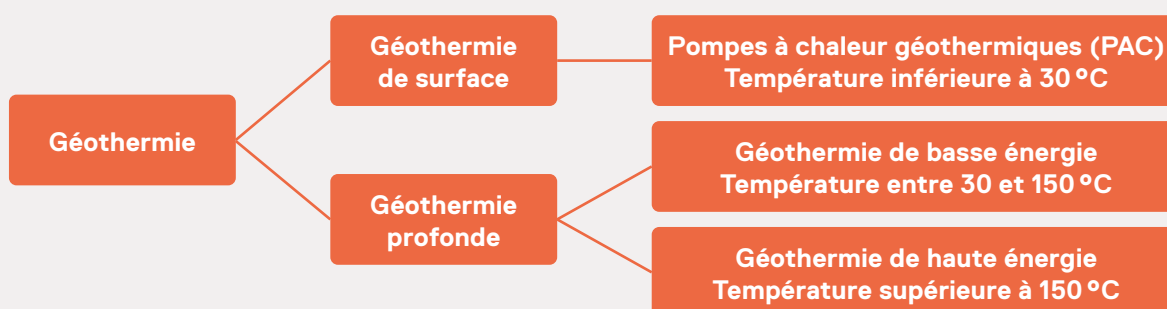 Géothermie
Géothermie
de surface
Pompes à chaleur géothermiques (PAC)
Température inférieure à 30 °C
Géothermie
profonde
Géothermie de basse énergie
Température entre 30 et 150 °C
Géothermie de haute énergie
Température supérieure à 150 °C